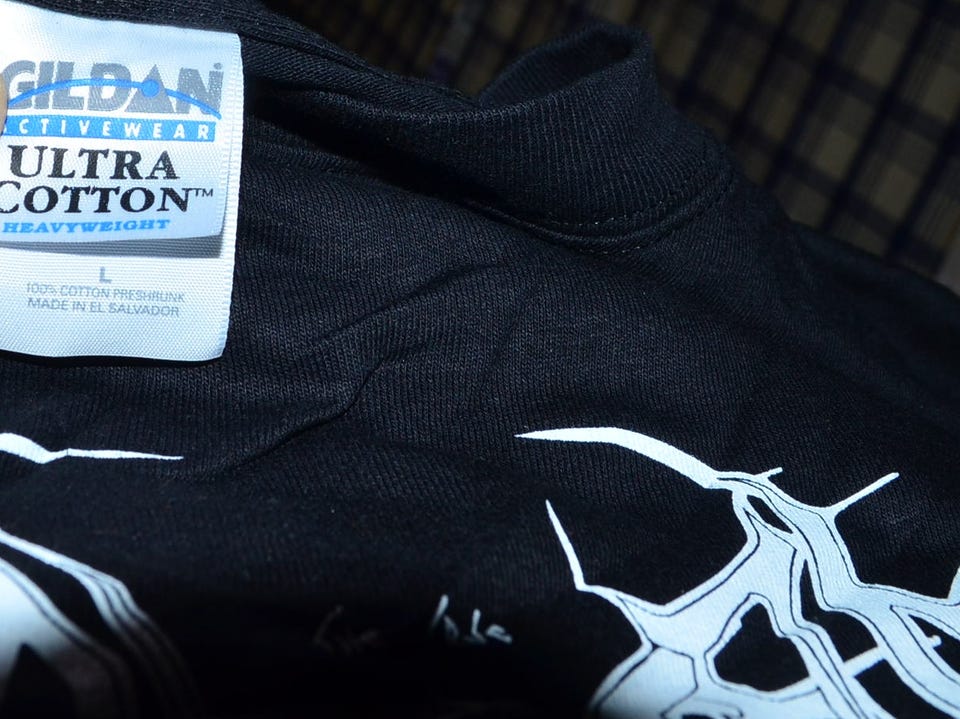 GILDAN
ACTIVEWEAR
ULTRA
COTTON™
HEAVYWEIGHT
L
100% COTTON PRESHRUNK
MADE IN EL SALVADOR